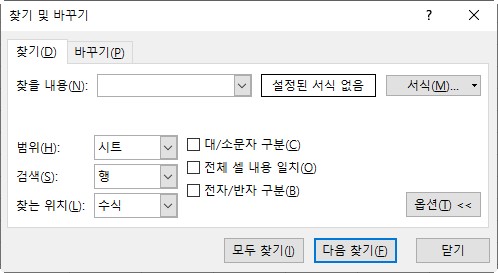 찾기 및 바꾸기
찾기(D) 바꾸기(P)
찾을 내용(N): 설정된 서식 없음 서식(M)...
범위(H): 시트 대/소문자 구분(C)
검색(S): 행 전체 셀 내용 일치(O)
찾는 위치(L): 수식 전자/반자 구분(B)
옵션(T) <<
모두 찾기(I) 다음 찾기(F) 닫기